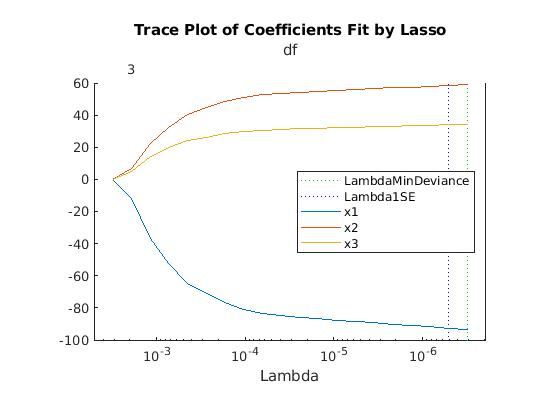 Trace Plot of Coefficients Fit by Lasso
df
3
60
40
20
0
-20
-40
-60
-80
-100
LambdaMinDeviance
Lambda1SE
x1
x2
x3
10-3 10-4 10-5 10-6
Lambda